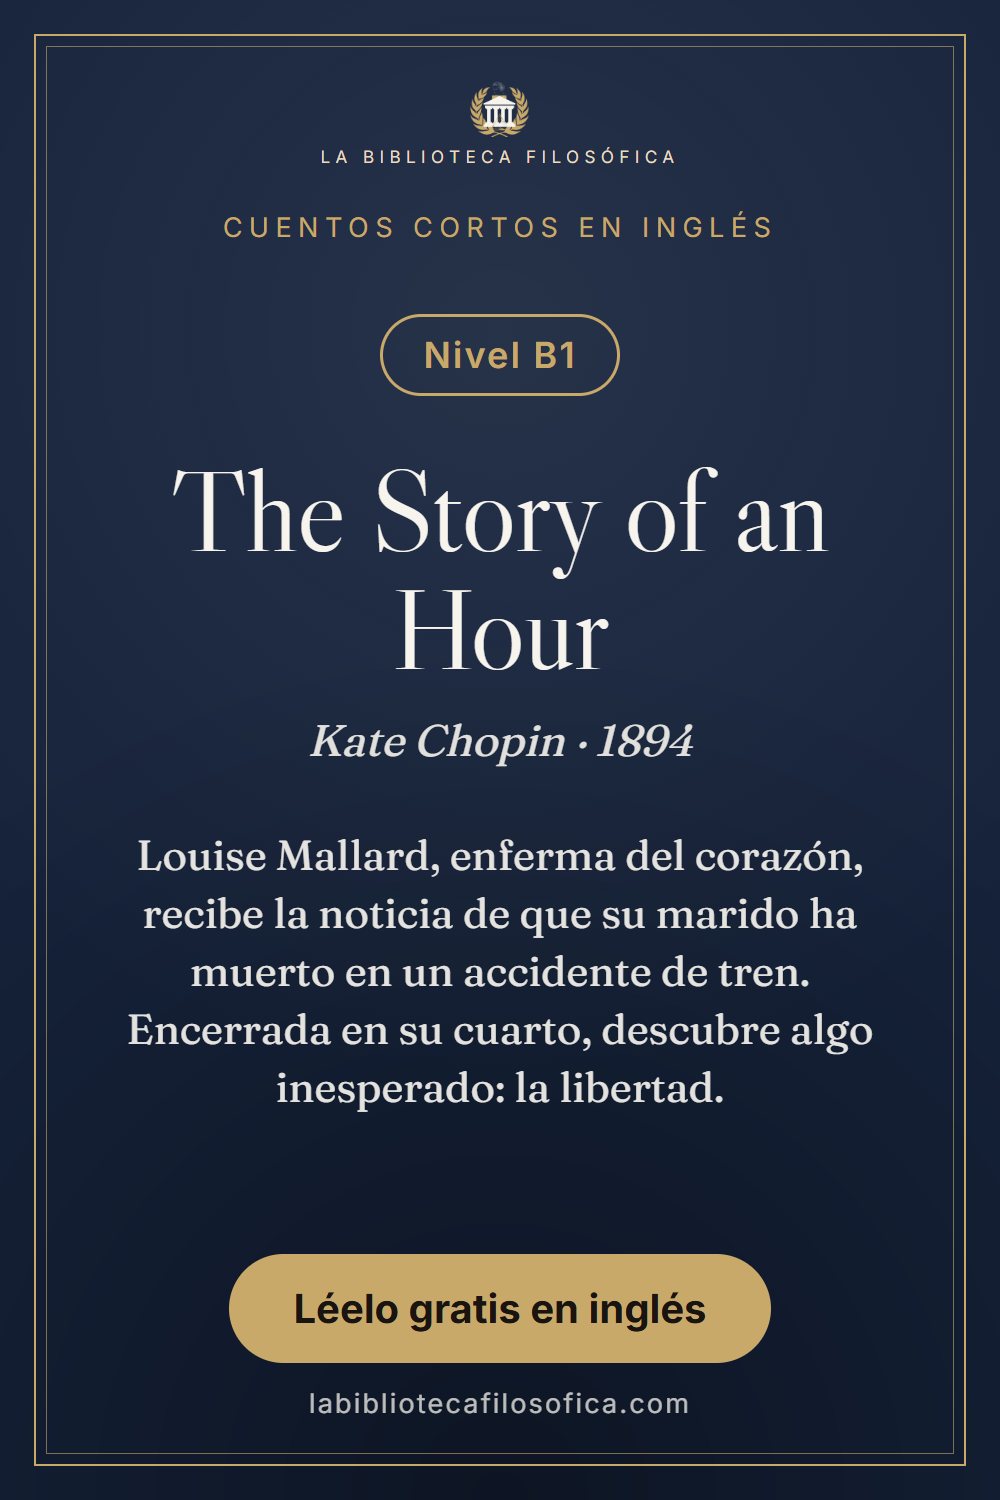 LA BIBLIOTECA FILOSÓFICA
CUENTOS CORTOS EN INGLÉS
Nivel B1
The Story of an
Hour
Kate Chopin · 1894
Louise Mallard, enferma del corazón,
recibe la noticia de que su marido ha
muerto en un accidente de tren.
Encerrada en su cuarto, descubre algo
inesperado: la libertad.
Léelo gratis en inglés
labibliotecafilosofica.com